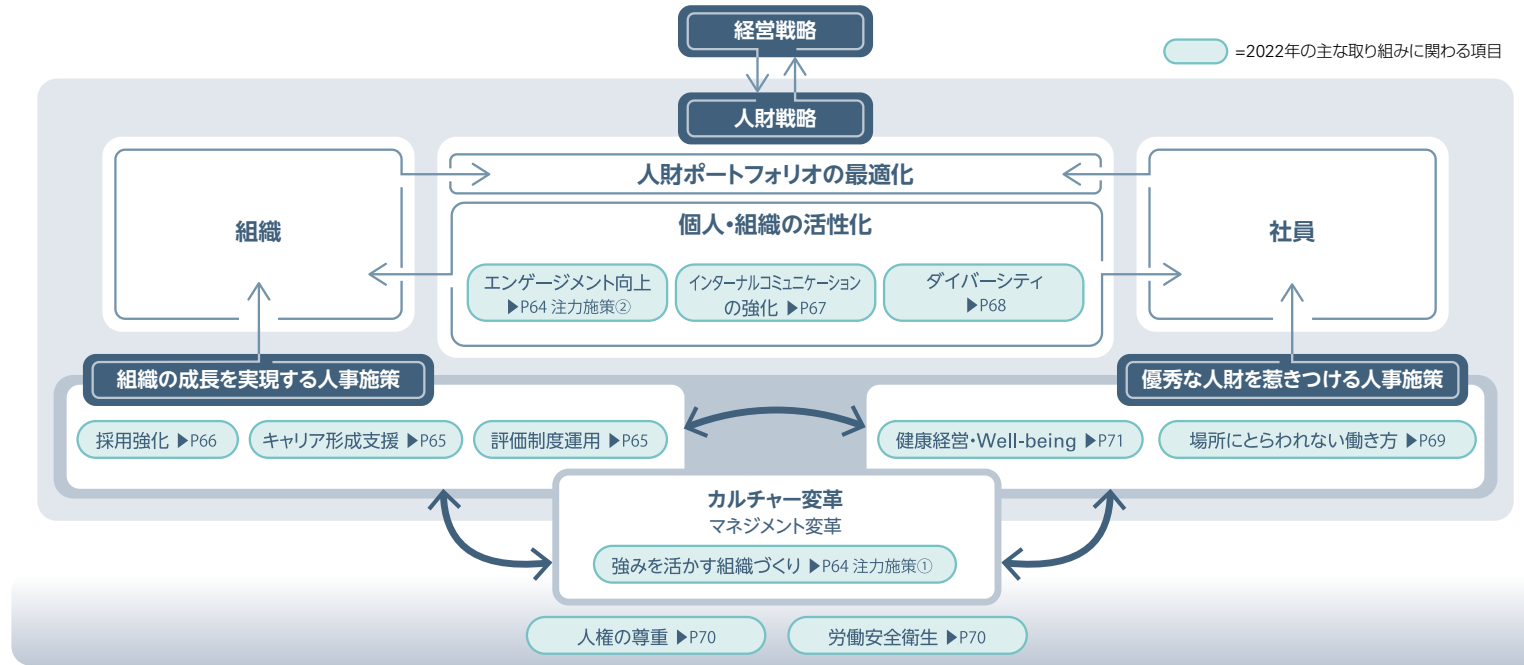 経営戦略
=2022年の主な取り組みに関わる項目
人財戦略
人財ポートフォリオの最適化
組織
個人・組織の活性化
社員
エンゲージメント向上
▶P64 注力施策②
インターナルコミュニケーション
の強化 ▶P67
ダイバーシティ
▶P68
組織の成長を実現する人事施策
優秀な人財を惹きつける人事施策
採用強化 ▶P66
キャリア形成支援 ▶P65
評価制度運用 ▶P65
健康経営・Well-being ▶P71
場所にとらわれない働き方 ▶P69
カルチャー変革
マネジメント変革
強みを活かす組織づくり ▶P64 注力施策①
人権の尊重 ▶P70
労働安全衛生 ▶P70